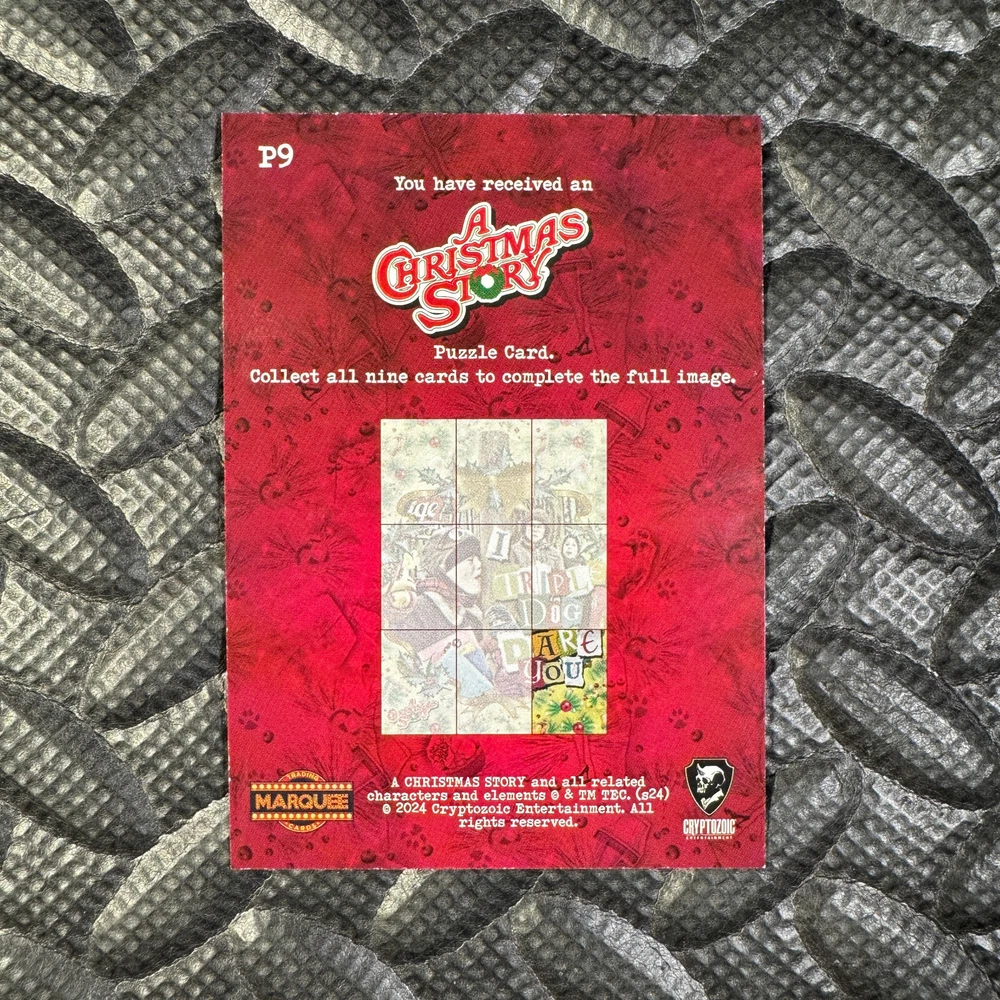 P9
You have received an
A
CHRISTMAS
STORY
Puzzle Card.
Collect all nine cards to complete the full image.
I
TRIPL
DOG
DARE
YOU
TRADING
MARQUEE
CARDS
A CHRISTMAS STORY and all related
characters and elements © & TM TEC. (s24)
© 2024 Cryptozoic Entertainment. All
rights reserved.
CRYPTOZOIC
ENTERTAINMENT